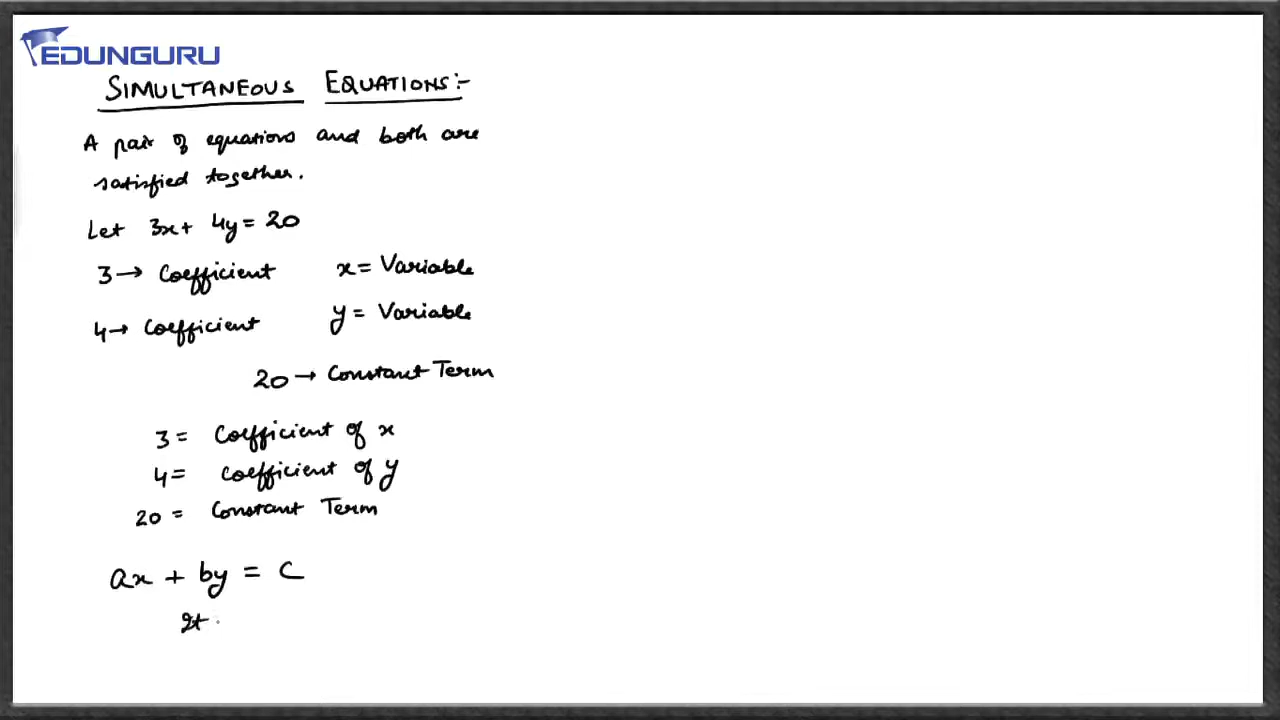 EDUNGURU
SIMULTANEOUS EQUATIONS:-
A pair of equations and both are
satisfied together.
Let 3x + 4y = 20
3 → Coefficient x = Variable
4 → Coefficient y = Variable
20 → Constant Term
3 = Coefficient of x
4 = Coefficient of y
20 = Constant Term
ax + by = C